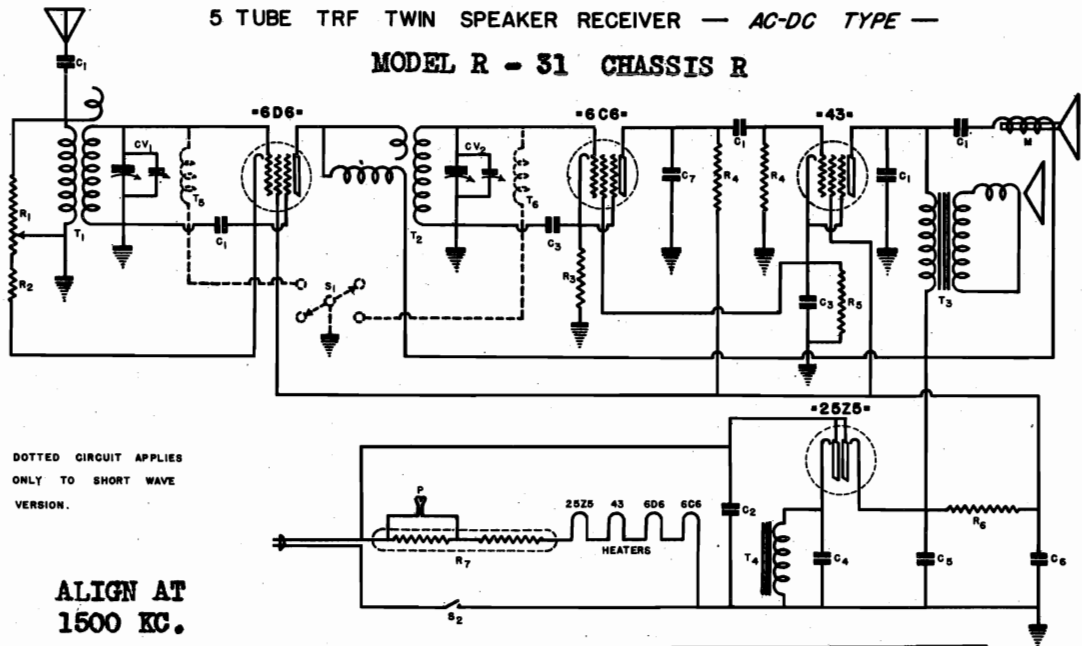 5 TUBE TRF TWIN SPEAKER RECEIVER — AC-DC TYPE —
MODEL R - 31 CHASSIS R
C1
-6D6-
-6C6-
-43-
CV1
CV2
C1
C1
M
R1
T1
T5
C1
T2
T6
C3
R3
C7
R4
R4
C1
R2
S1
C3
R5
T3
-25Z5-
DOTTED CIRCUIT APPLIES
ONLY TO SHORT WAVE
VERSION.
P
25Z5 43 6D6 6C6
HEATERS
R7
C2
T4
C4
R6
C5
C6
S2
ALIGN AT
1500 KC.